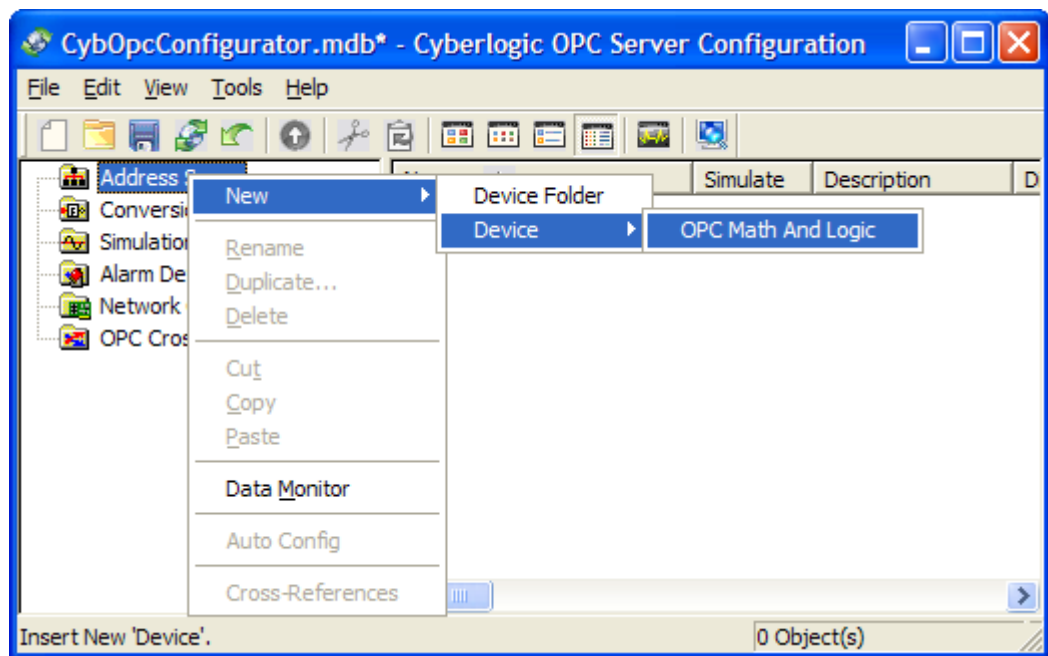 CybOpcConfigurator.mdb* - Cyberlogic OPC Server Configuration
File Edit View Tools Help
Address
Simulate Description D
Conversi
Simulation
Alarm De
Network
OPC Cros
New
Rename
Duplicate...
Delete
Cut
Copy
Paste
Data Monitor
Auto Config
Cross-References
Device Folder
Device
OPC Math And Logic
Insert New 'Device'.
0 Object(s)